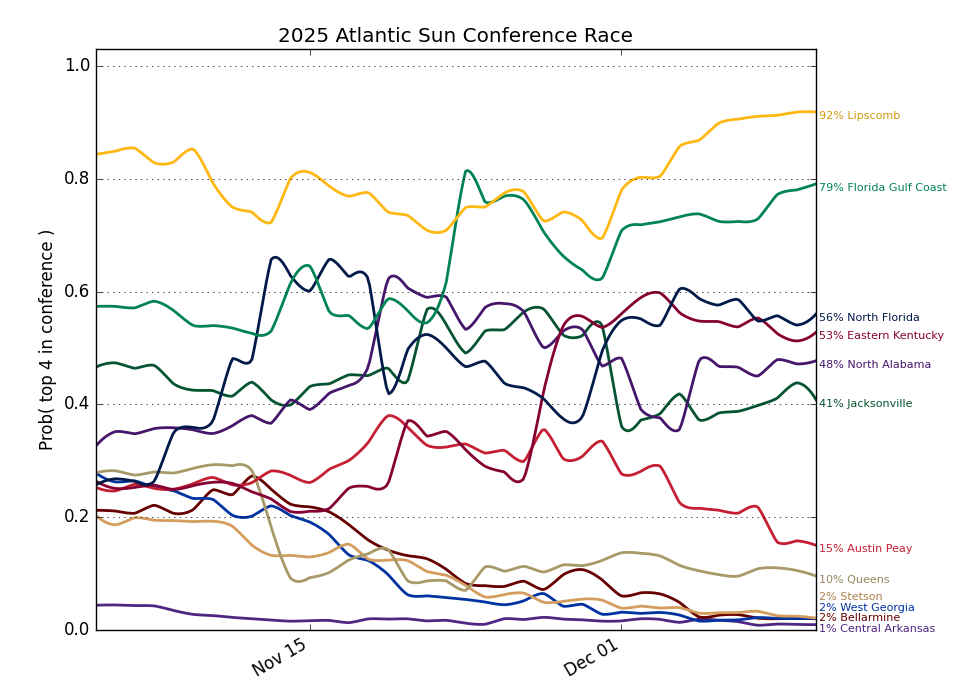 2025 Atlantic Sun Conference Race
Prob( top 4 in conference )
1.0
0.8
0.6
0.4
0.2
0.0
Nov 15
Dec 01
92% Lipscomb
79% Florida Gulf Coast
56% North Florida
53% Eastern Kentucky
48% North Alabama
41% Jacksonville
15% Austin Peay
10% Queens
2% Stetson
2% West Georgia
2% Bellarmine
1% Central Arkansas